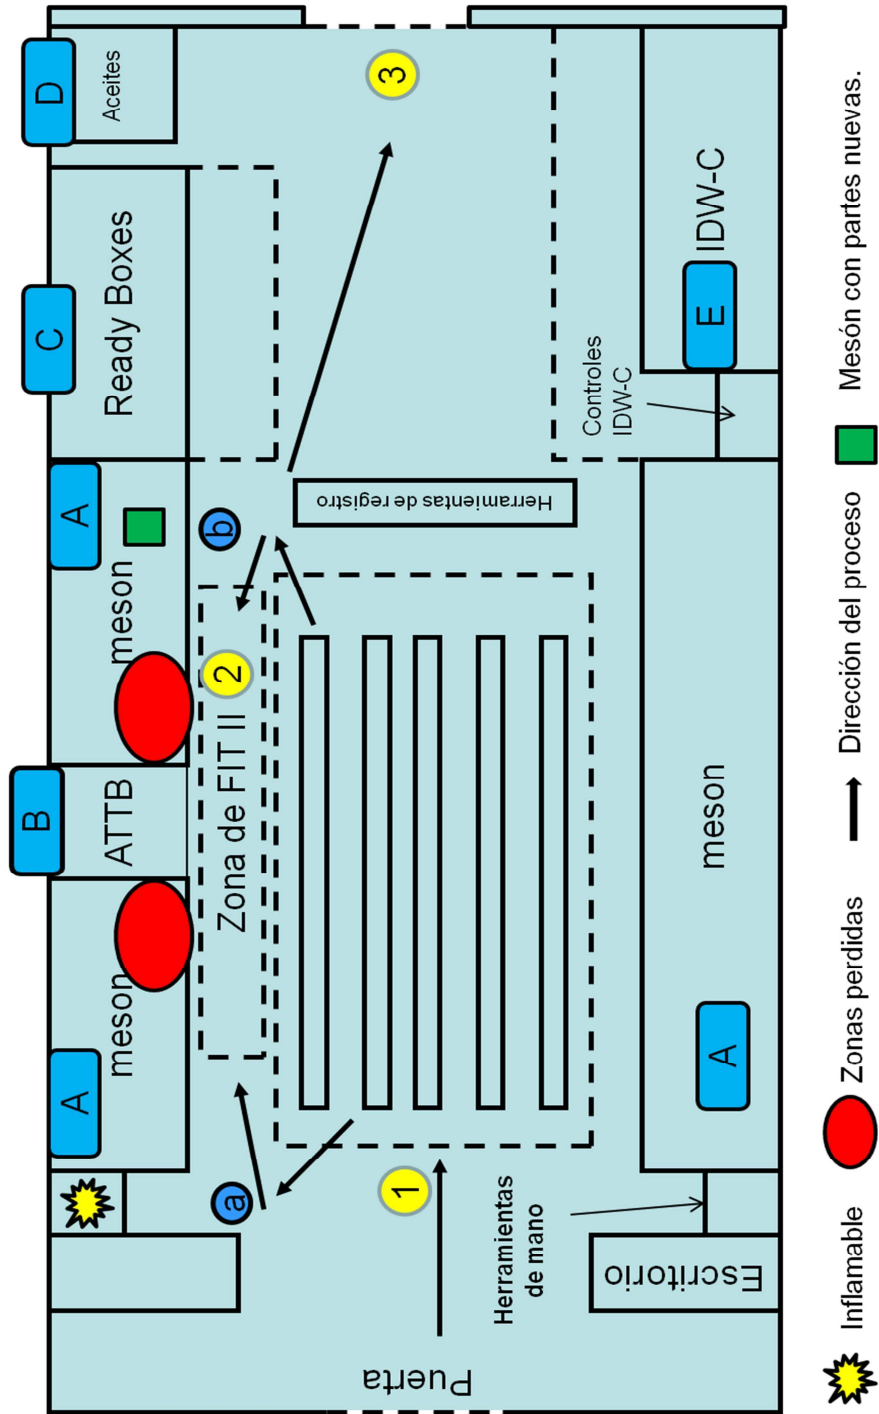 D
Aceites
C
Ready Boxes
A
meson
b
B
ATTB
2
Zona de FIT II
A
meson
a
3
Herramientas de registro
1
Controles
IDW-C
E
IDW-C
meson
A
Herramientas
de mano
Escritorio
Puerta
Inflamable
Zonas perdidas
Dirección del proceso
Mesón con partes nuevas.